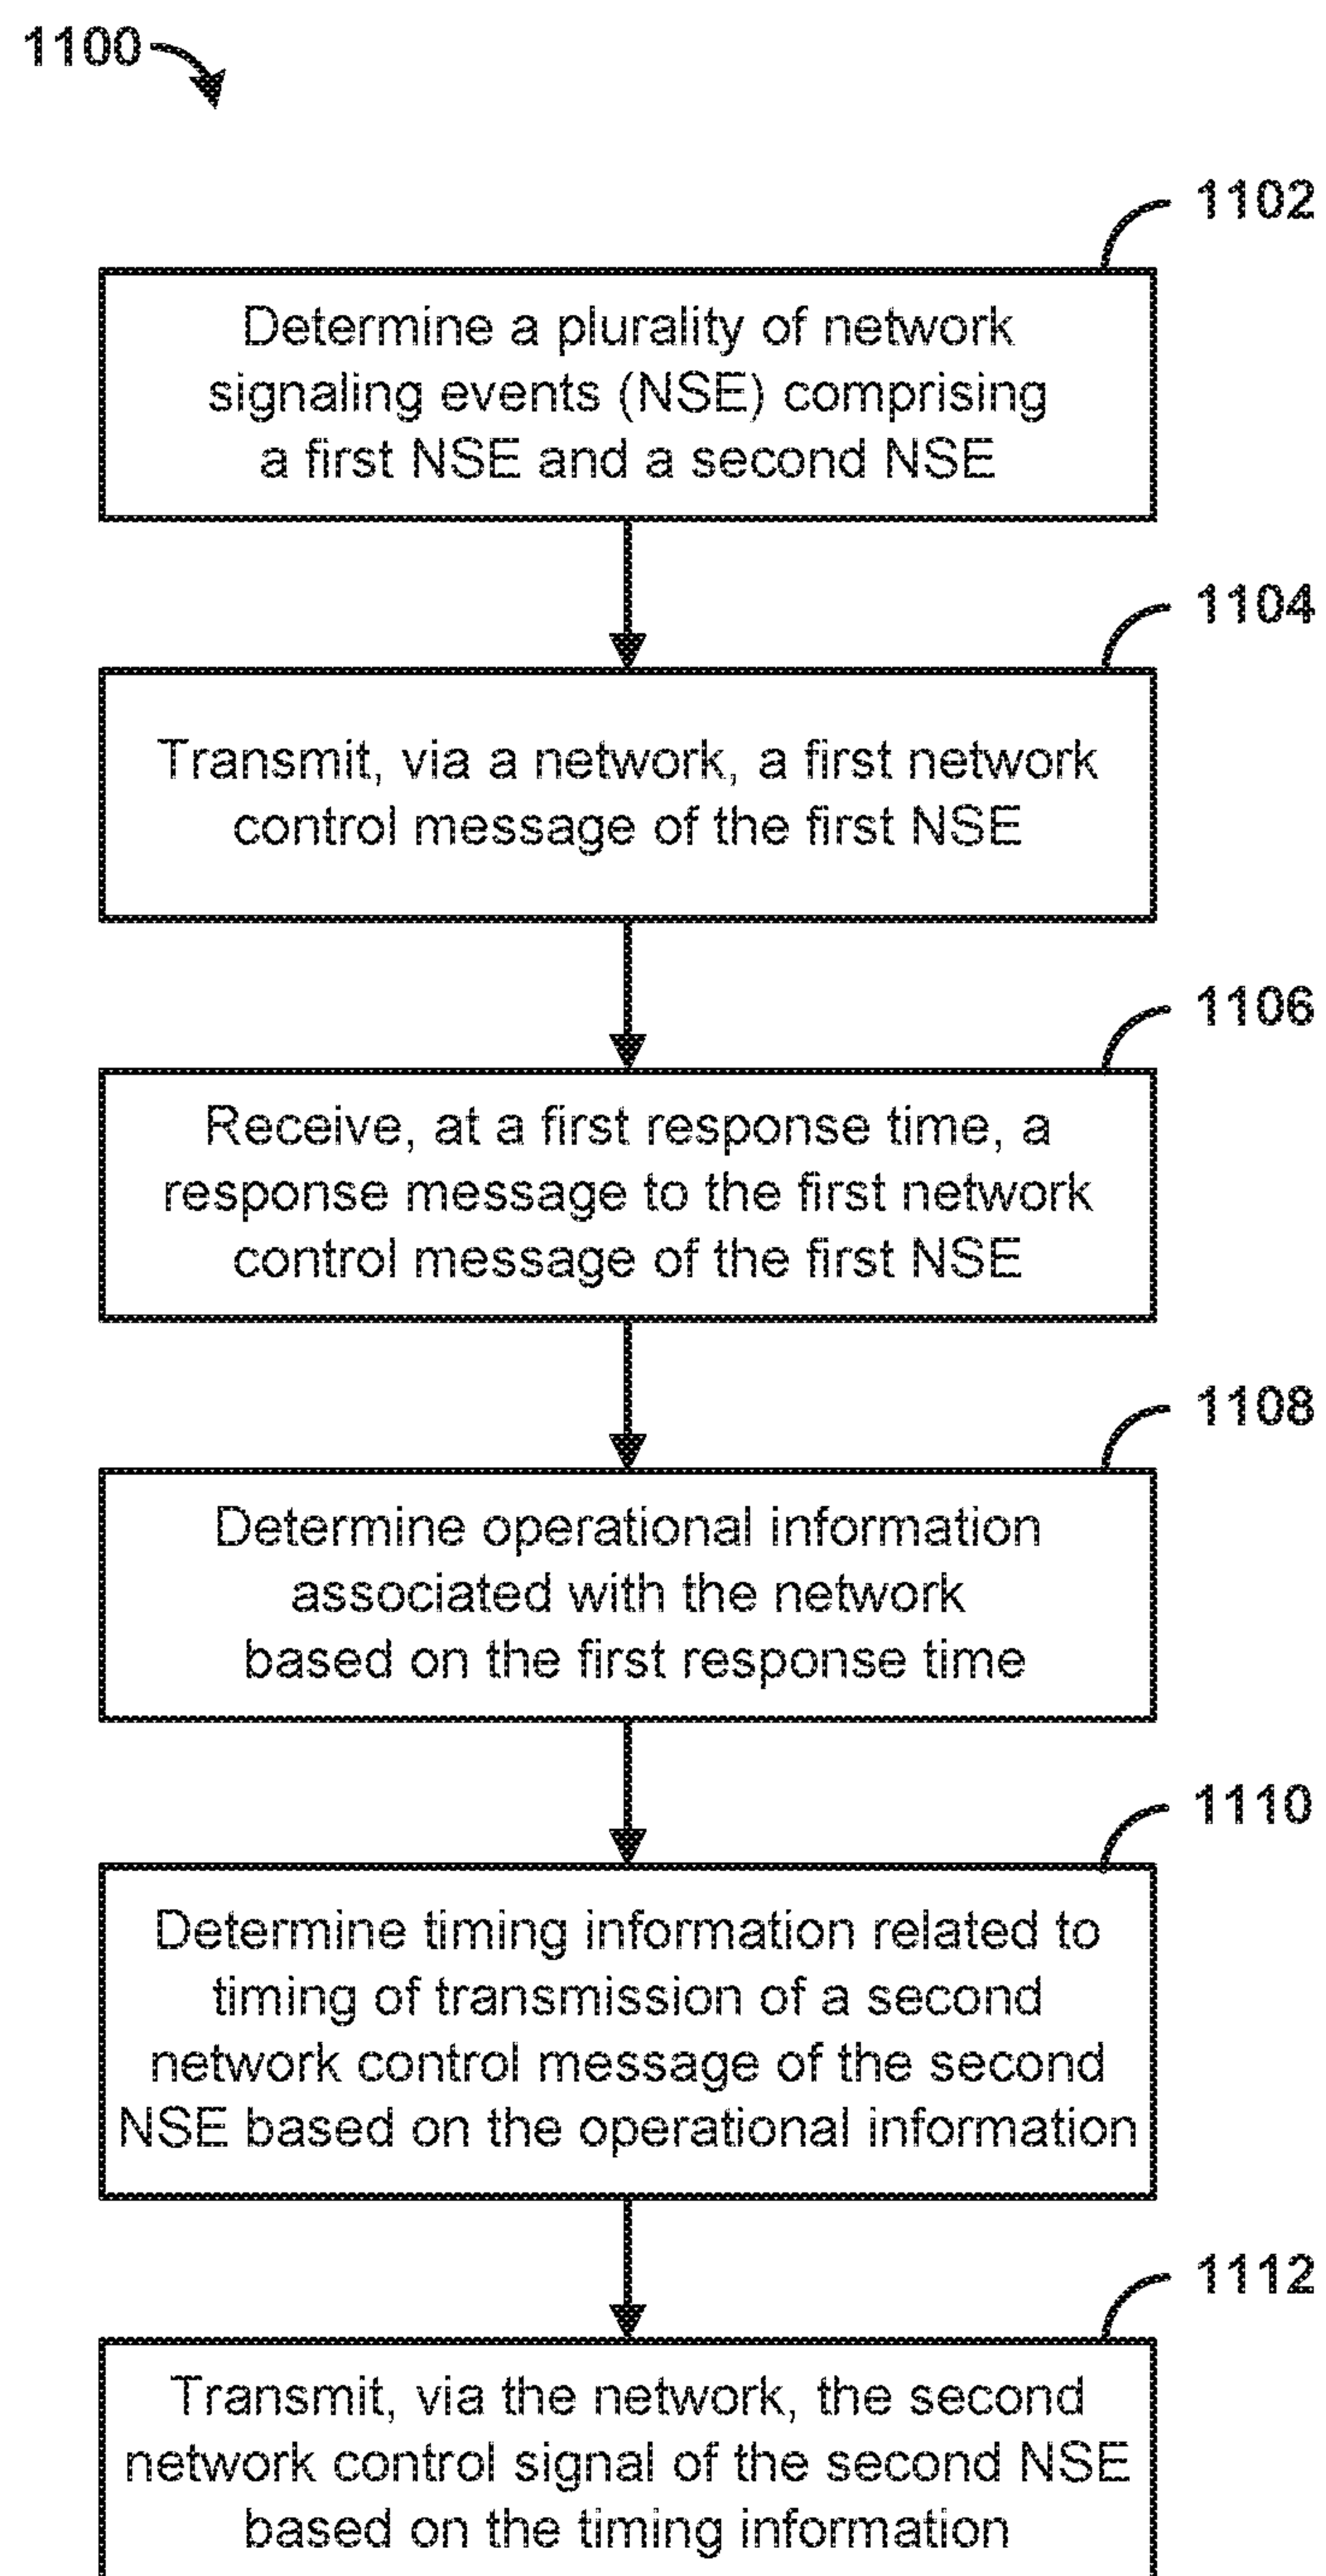 1100
1102
Determine a plurality of network
signaling events (NSE) comprising
a first NSE and a second NSE
1104
Transmit, via a network, a first network
control message of the first NSE
1106
Receive, at a first response time, a
response message to the first network
control message of the first NSE
1108
Determine operational information
associated with the network
based on the first response time
1110
Determine timing information related to
timing of transmission of a second
network control message of the second
NSE based on the operational information
1112
Transmit, via the network, the second
network control signal of the second NSE
based on the timing information